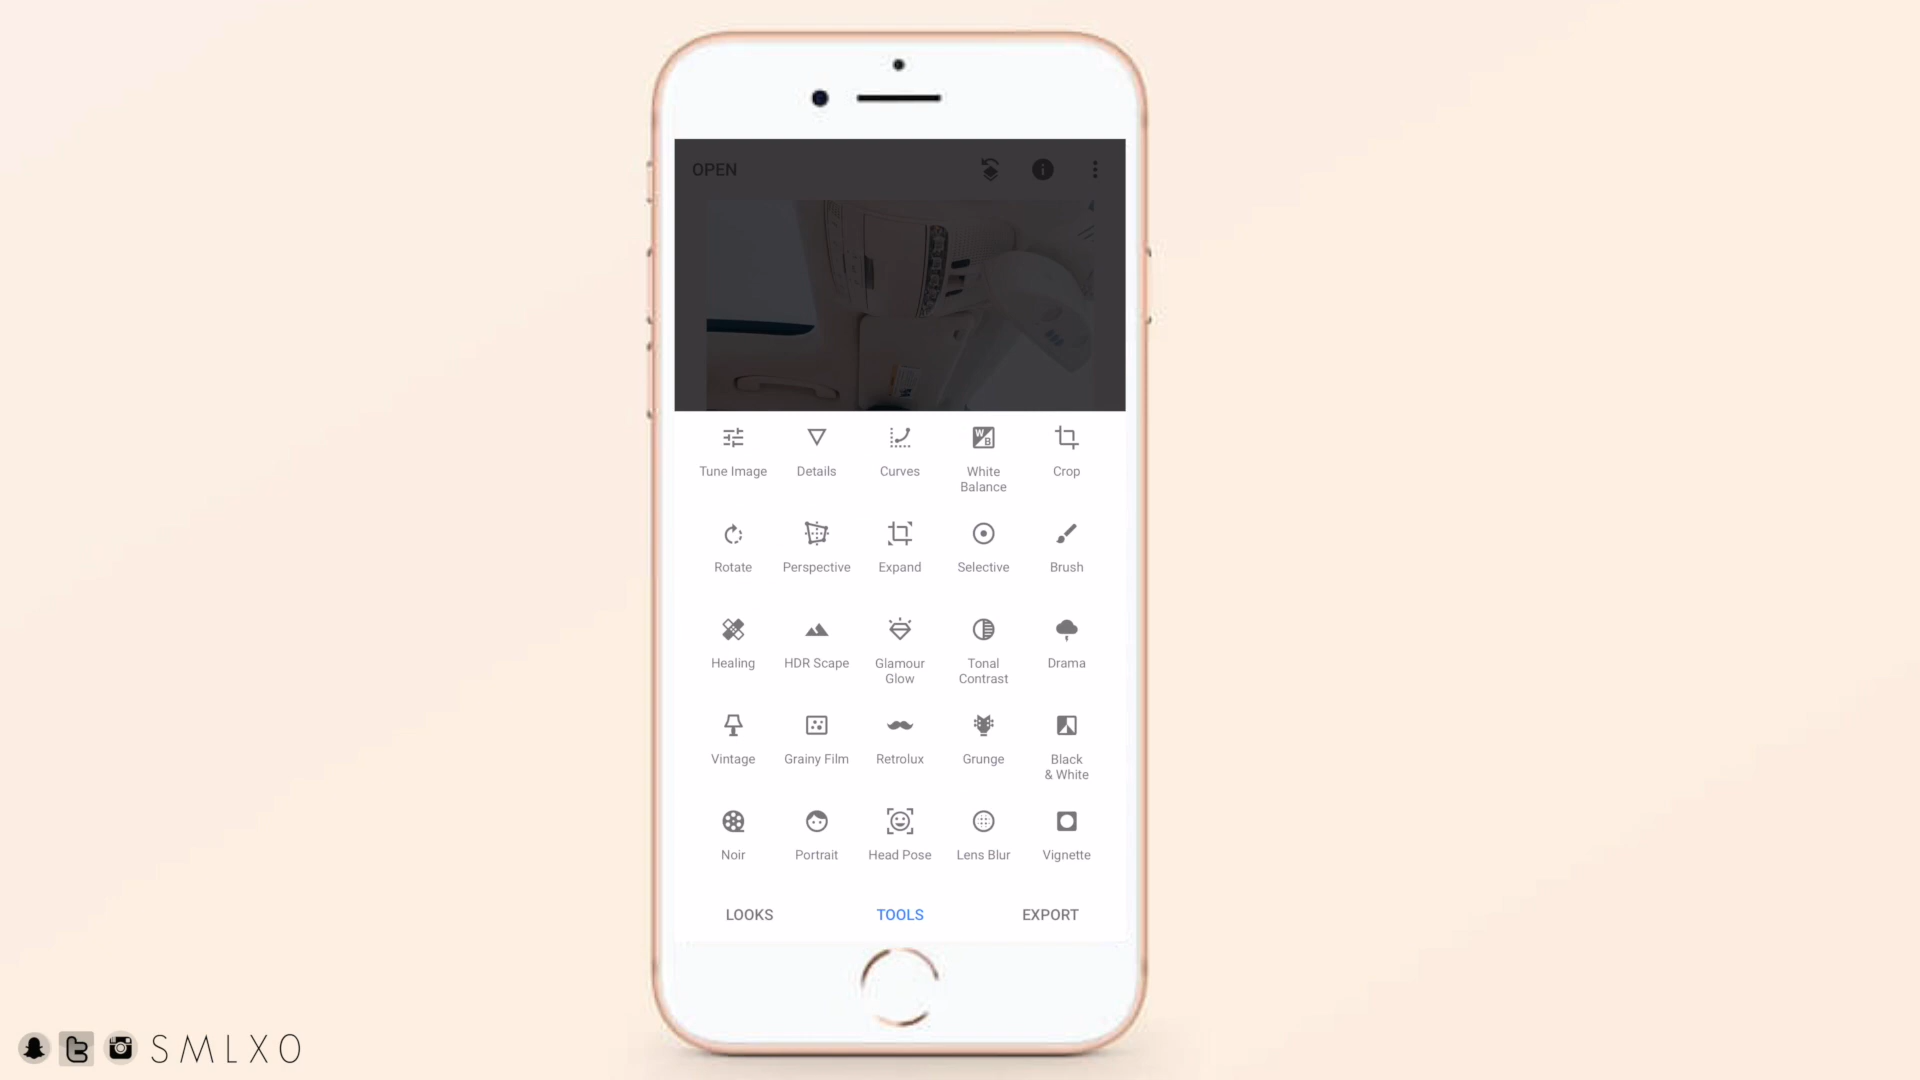 OPEN
Tune Image
Details
Curves
White
Balance
Crop
Rotate
Perspective
Expand
Selective
Brush
Healing
HDR Scape
Glamour
Glow
Tonal
Contrast
Drama
Vintage
Grainy Film
Retrolux
Grunge
Black
& White
Noir
Portrait
Head Pose
Lens Blur
Vignette
LOOKS
TOOLS
EXPORT
SMLXO